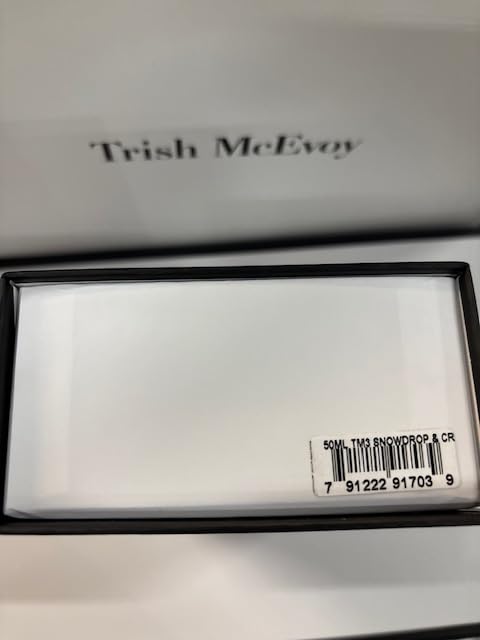 Trish McEvoy
50ML TM3 SNOWDROP & CR
7 91222 91703 9